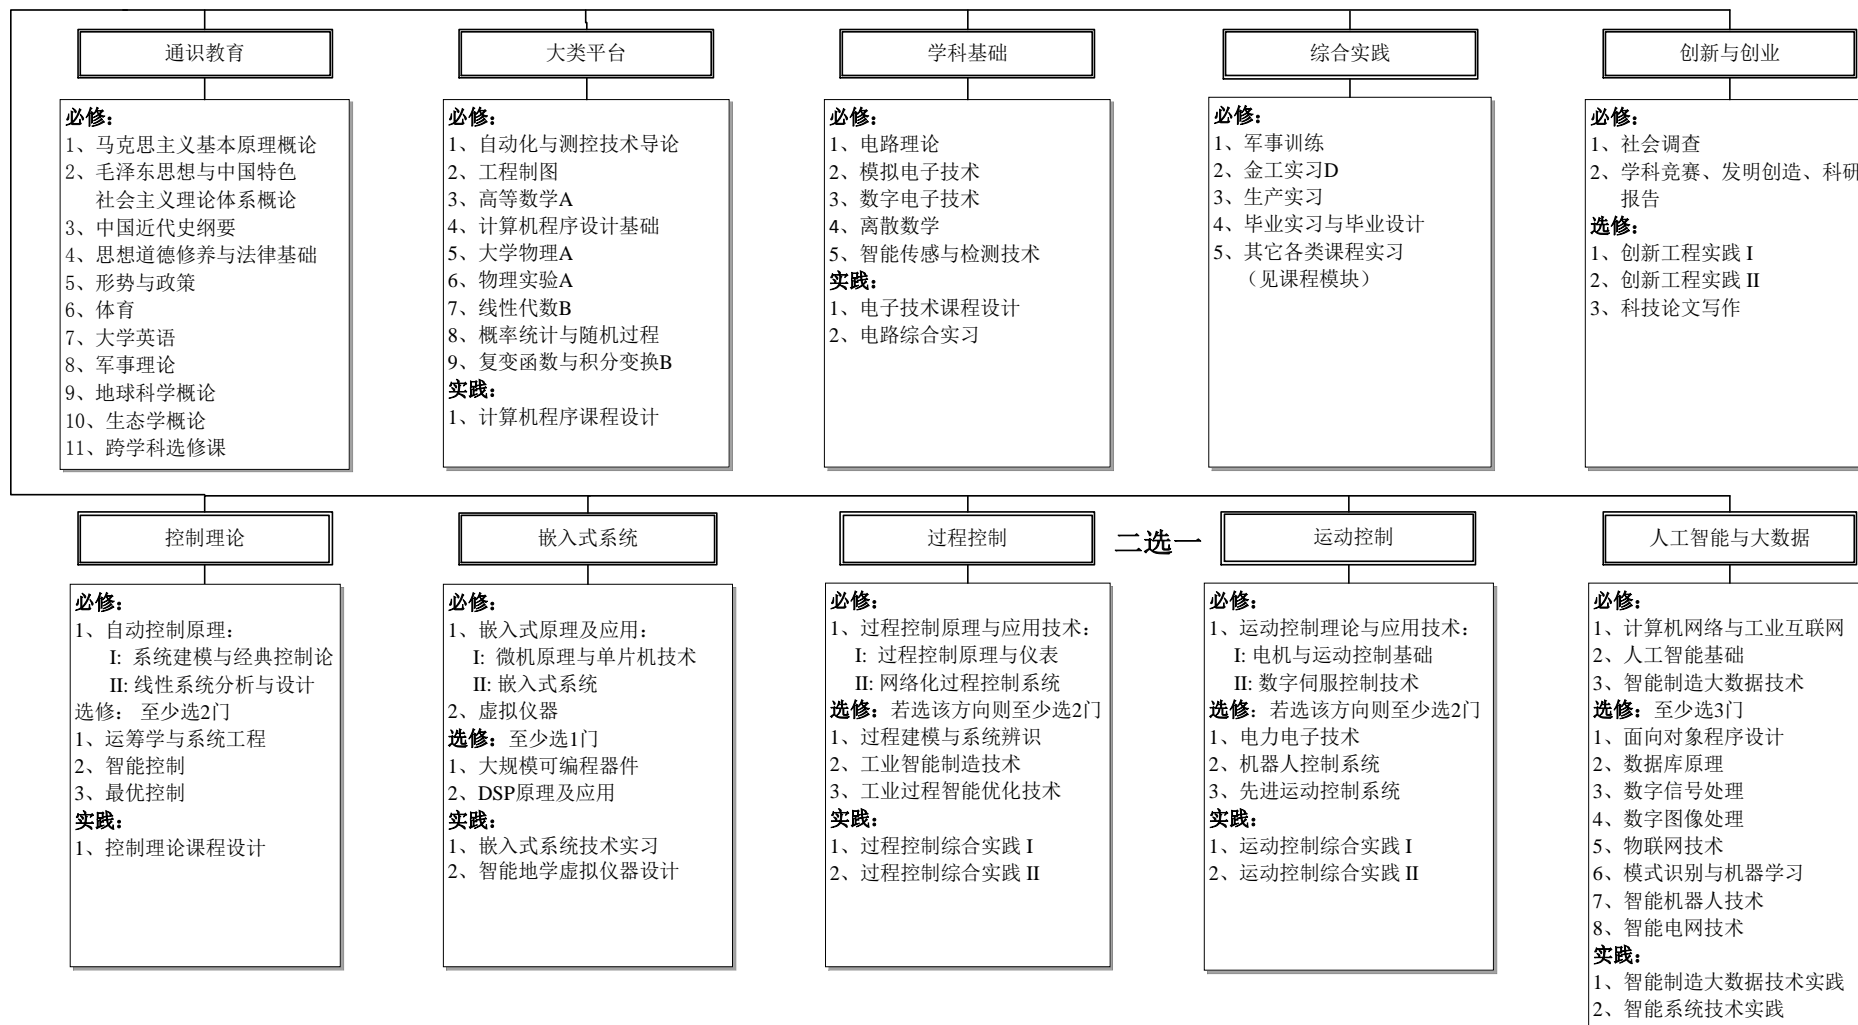 通识教育
必修：
1、马克思主义基本原理概论
2、毛泽东思想与中国特色
社会主义理论体系概论
3、中国近代史纲要
4、思想道德修养与法律基础
5、形势与政策
6、体育
7、大学英语
8、军事理论
9、地球科学概论
10、生态学概论
11、跨学科选修课
大类平台
必修：
1、自动化与测控技术导论
2、工程制图
3、高等数学A
4、计算机程序设计基础
5、大学物理A
6、物理实验A
7、线性代数B
8、概率统计与随机过程
9、复变函数与积分变换B
实践：
1、计算机程序课程设计
学科基础
必修：
1、电路理论
2、模拟电子技术
3、数字电子技术
4、离散数学
5、智能传感与检测技术
实践：
1、电子技术课程设计
2、电路综合实习
综合实践
必修：
1、军事训练
2、金工实习D
3、生产实习
4、毕业实习与毕业设计
5、其它各类课程实习
（见课程模块）
创新与创业
必修：
1、社会调查
2、学科竞赛、发明创造、科研
报告
选修：
1、创新工程实践 I
2、创新工程实践 II
3、科技论文写作
控制理论
必修：
1、自动控制原理：
I: 系统建模与经典控制论
II: 线性系统分析与设计
选修： 至少选2门
1、运筹学与系统工程
2、智能控制
3、最优控制
实践：
1、控制理论课程设计
嵌入式系统
必修：
1、嵌入式原理及应用：
I: 微机原理与单片机技术
II: 嵌入式系统
2、虚拟仪器
选修：至少选1门
1、大规模可编程器件
2、DSP原理及应用
实践：
1、嵌入式系统技术实习
2、智能地学虚拟仪器设计
过程控制
必修：
1、过程控制原理与应用技术：
I: 过程控制原理与仪表
II: 网络化过程控制系统
选修：若选该方向则至少选2门
1、过程建模与系统辨识
2、工业智能制造技术
3、工业过程智能优化技术
实践：
1、过程控制综合实践 I
2、过程控制综合实践 II
二选一
运动控制
必修：
1、运动控制理论与应用技术：
I: 电机与运动控制基础
II: 数字伺服控制技术
选修：若选该方向则至少选2门
1、电力电子技术
2、机器人控制系统
3、先进运动控制系统
实践：
1、运动控制综合实践 I
2、运动控制综合实践 II
人工智能与大数据
必修：
1、计算机网络与工业互联网
2、人工智能基础
3、智能制造大数据技术
选修：至少选3门
1、面向对象程序设计
2、数据库原理
3、数字信号处理
4、数字图像处理
5、物联网技术
6、模式识别与机器学习
7、智能机器人技术
8、智能电网技术
实践：
1、智能制造大数据技术实践
2、智能系统技术实践